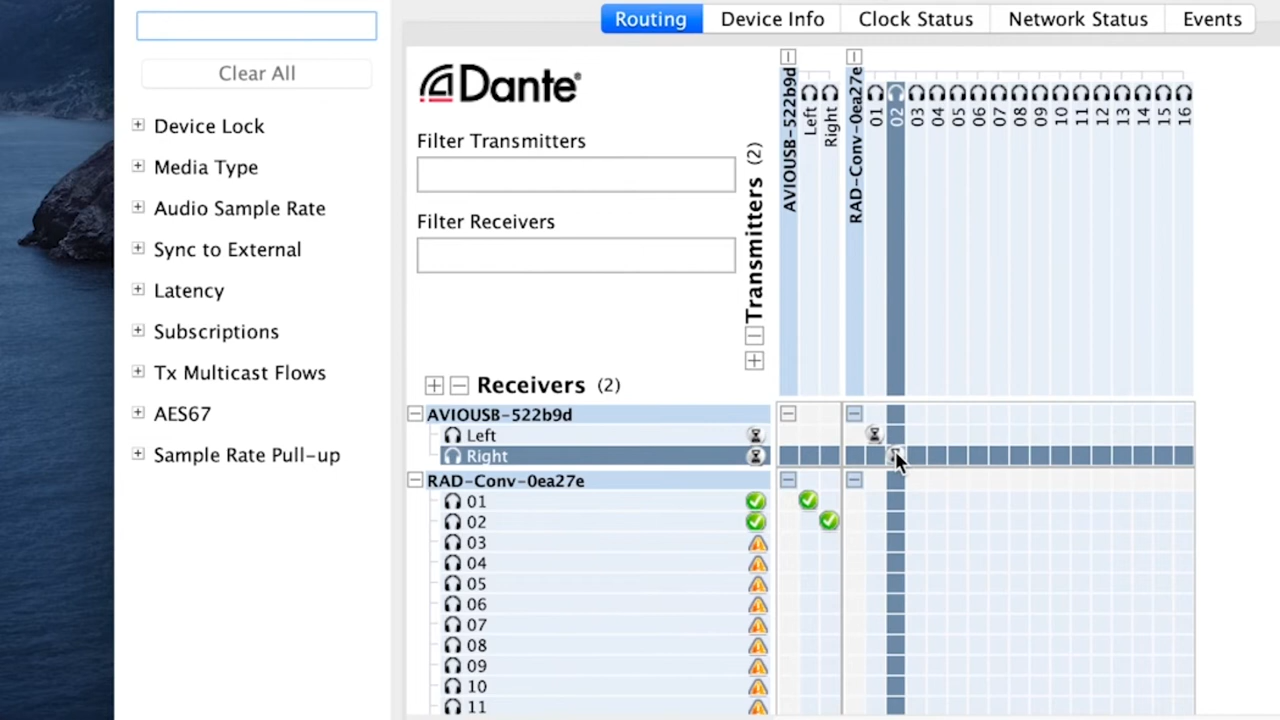 Routing
Device Info
Clock Status
Network Status
Events
Clear All
Device Lock
Media Type
Audio Sample Rate
Sync to External
Latency
Subscriptions
Tx Multicast Flows
AES67
Sample Rate Pull-up
Dante®
Filter Transmitters
Filter Receivers
Transmitters (2)
AVIOUSB-522b9d
Left
Right
RAD-Conv-0ea27e
01
02
03
04
05
06
07
08
09
10
11
12
13
14
15
16
Receivers (2)
AVIOUSB-522b9d
Left
Right
RAD-Conv-0ea27e
01
02
03
04
05
06
07
08
09
10
11